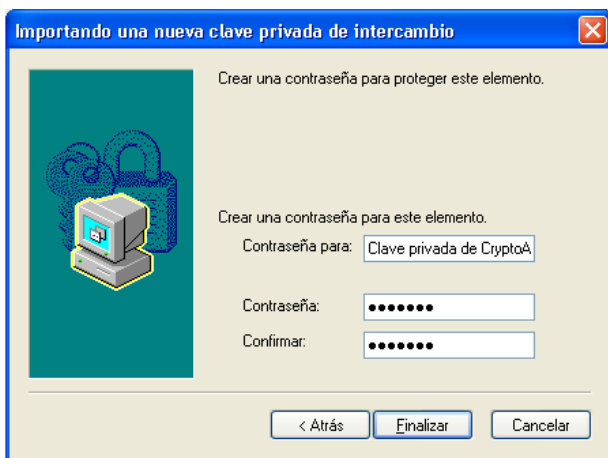 Importando una nueva clave privada de intercambio
Crear una contraseña para proteger este elemento.
Crear una contraseña para este elemento.
Contraseña para: Clave privada de CryptoA
Contraseña: ●●●●●●●
Confirmar: ●●●●●●●
< Atrás Finalizar Cancelar